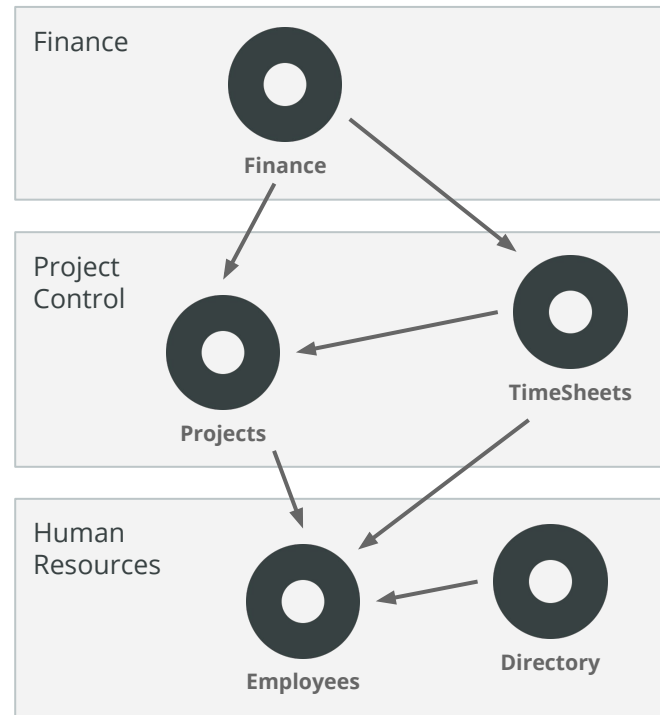 Finance
Finance
Project
Control
TimeSheets
Projects
Human
Resources
Directory
Employees